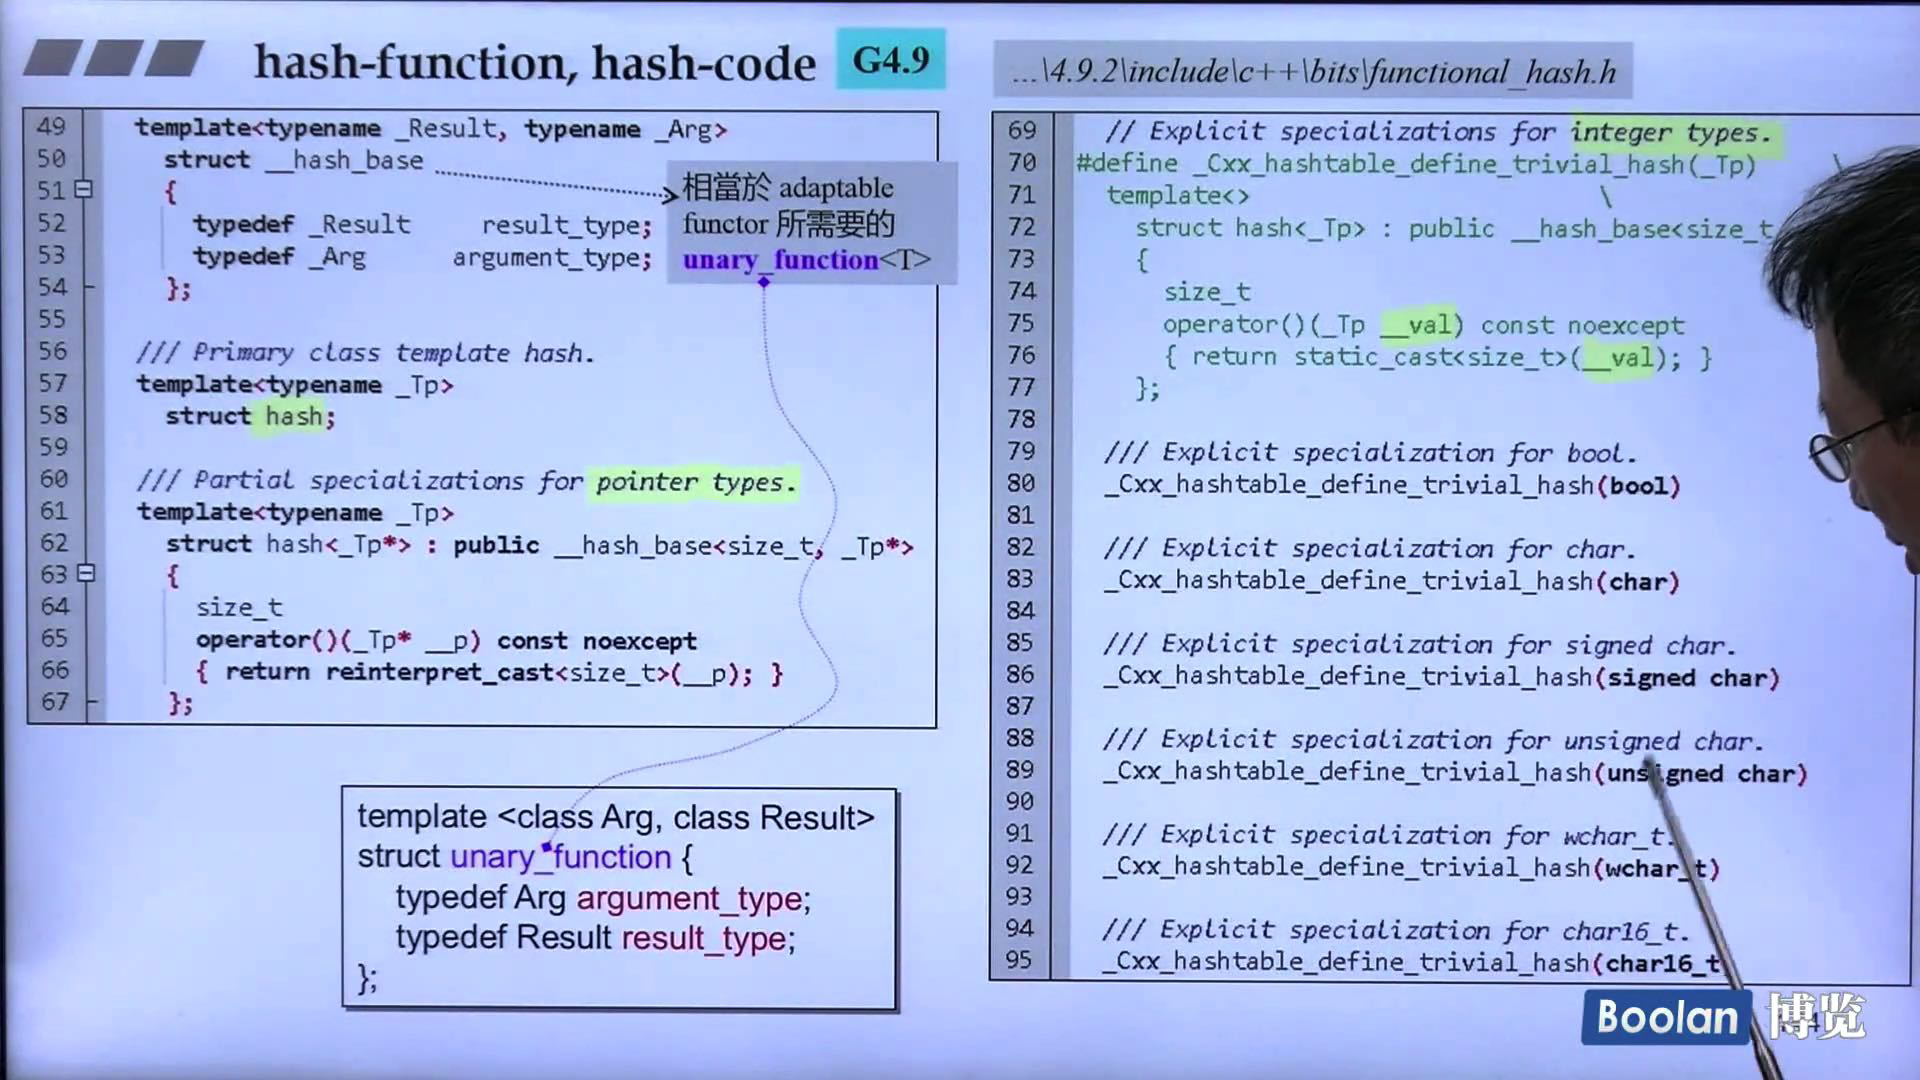 hash-function, hash-code
G4.9
...\4.9.2\include\c++\bits\functional_hash.h
49 template<typename _Result, typename _Arg>
50 struct __hash_base
51 {
52 typedef _Result result_type;
53 typedef _Arg argument_type;
54 };
55
56 /// Primary class template hash.
57 template<typename _Tp>
58 struct hash;
59
60 /// Partial specializations for pointer types.
61 template<typename _Tp>
62 struct hash<_Tp*> : public __hash_base<size_t, _Tp*>
63 {
64 size_t
65 operator()(_Tp* __p) const noexcept
66 { return reinterpret_cast<size_t>(__p); }
67 };
相當於 adaptable
functor 所需要的
unary_function<T>
template <class Arg, class Result>
struct unary_function {
typedef Arg argument_type;
typedef Result result_type;
};
69 // Explicit specializations for integer types.
70 #define _Cxx_hashtable_define_trivial_hash(_Tp) \
71 template<> \
72 struct hash<_Tp> : public __hash_base<size_t,
73 {
74 size_t
75 operator()(_Tp __val) const noexcept
76 { return static_cast<size_t>(__val); }
77 };
78
79 /// Explicit specialization for bool.
80 _Cxx_hashtable_define_trivial_hash(bool)
81
82 /// Explicit specialization for char.
83 _Cxx_hashtable_define_trivial_hash(char)
84
85 /// Explicit specialization for signed char.
86 _Cxx_hashtable_define_trivial_hash(signed char)
87
88 /// Explicit specialization for unsigned char.
89 _Cxx_hashtable_define_trivial_hash(unsigned char)
90
91 /// Explicit specialization for wchar_t.
92 _Cxx_hashtable_define_trivial_hash(wchar_t)
93
94 /// Explicit specialization for char16_t.
95 _Cxx_hashtable_define_trivial_hash(char16_t
Boolan 博览